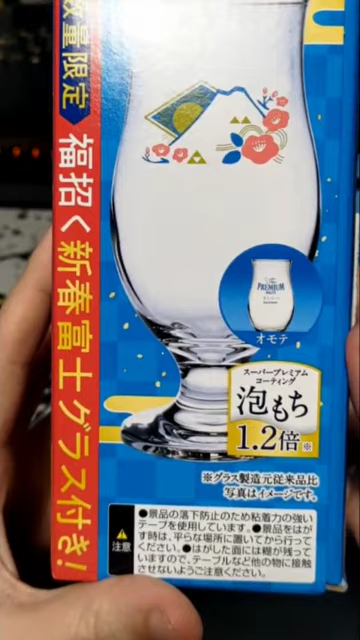 数量限定
福招く新春富士グラス付き!
The
PREMIUM
MALT'S
オモテ
スーパープレミアム
コーティング
泡もち
1.2倍※
※グラス製造元従来品比
写真はイメージです。
注意
●景品の落下防止のため粘着力の強い
テープを使用しています。●景品をはが
す時は、平らな場所に置いてから行って
ください。●はがした面には糊が残って
いますので、テーブルなど他の物に接触
させないようご注意ください。